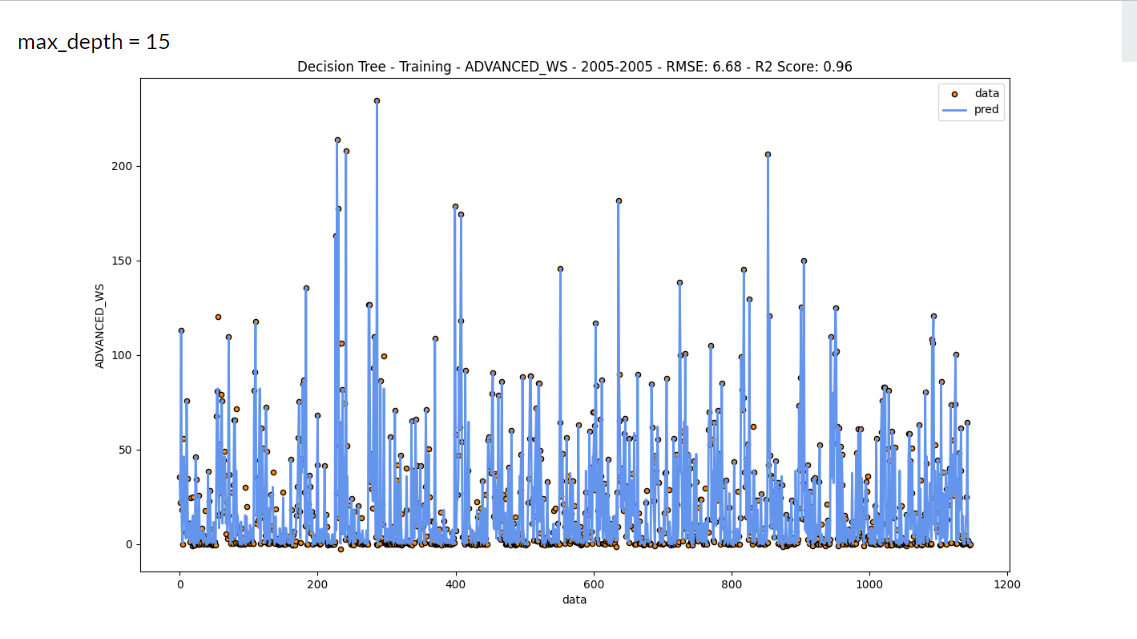 max_depth = 15
Decision Tree - Training - ADVANCED_WS - 2005-2005 - RMSE: 6.68 - R2 Score: 0.96
data
pred
200
150
100
50
0
ADVANCED_WS
0 200 400 600 800 1000 1200
data